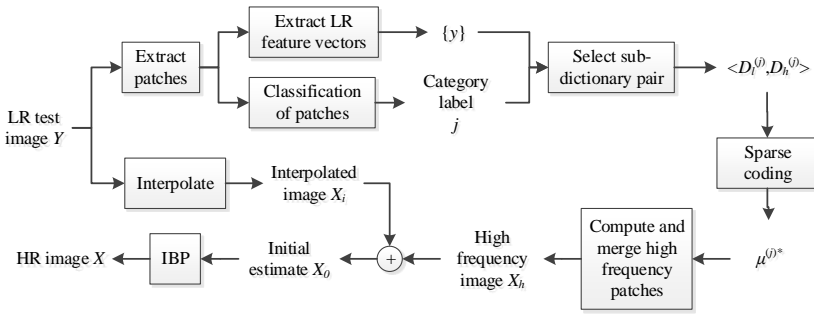 Extract
patches
Extract LR
feature vectors
{y}
Classification
of patches
Category
label
j
Select sub-
dictionary pair
<D_l^(j),D_h^(j)>
LR test
image Y
Interpolate
Interpolated
image X_i
Sparse
coding
μ^(j)*
Compute and
merge high
frequency
patches
High
frequency
image X_h
+
Initial
estimate X_0
IBP
HR image X